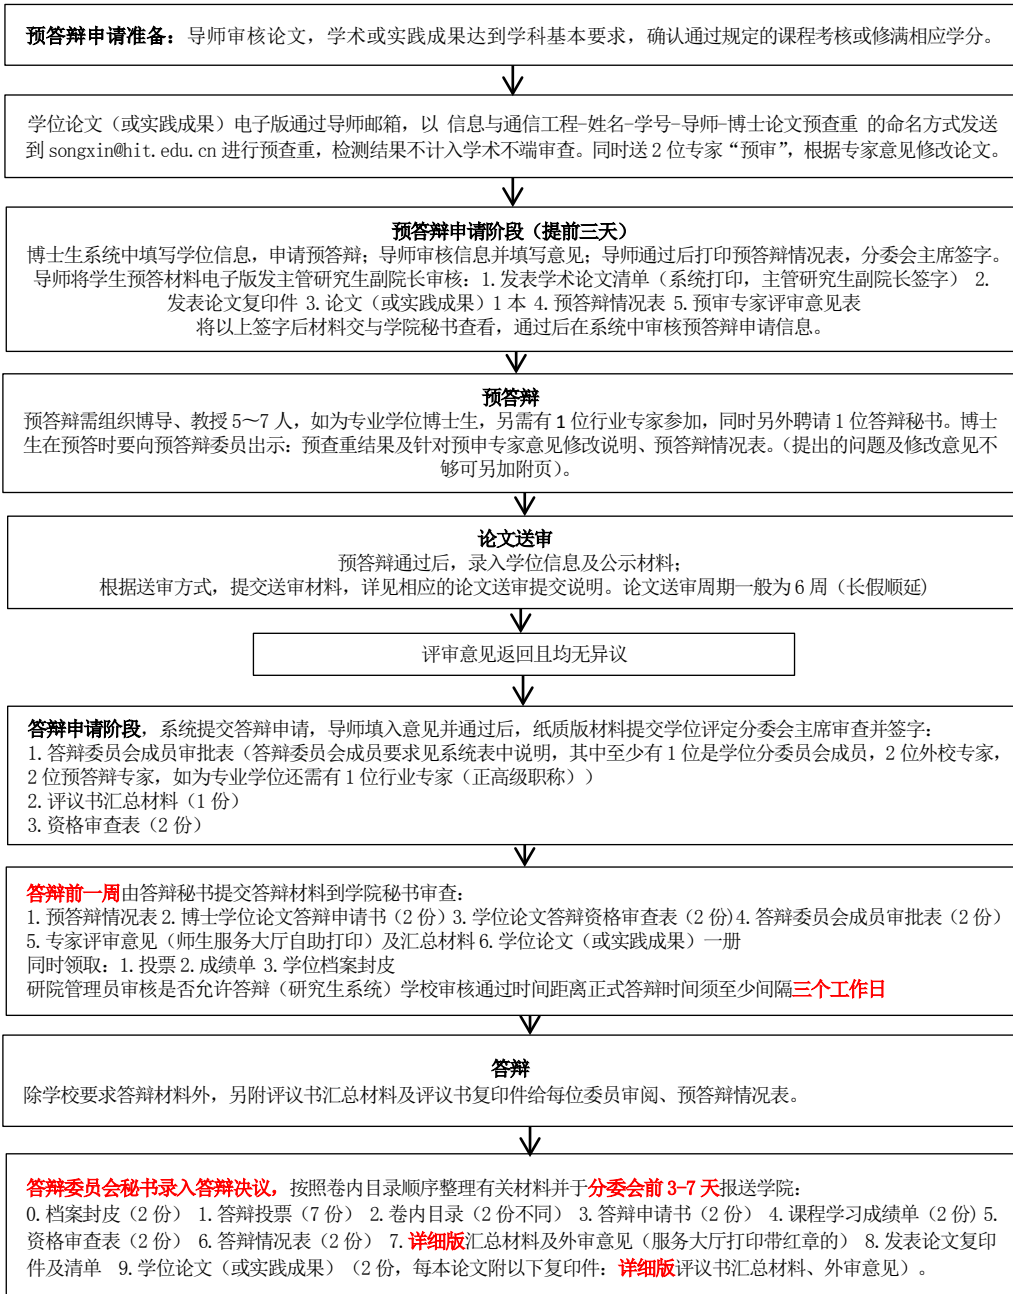 预答辩申请准备：导师审核论文，学术或实践成果达到学科基本要求，确认通过规定的课程考核或修满相应学分。
学位论文（或实践成果）电子版通过导师邮箱，以 信息与通信工程-姓名-学号-导师-博士论文预查重 的命名方式发送
到 songxin@hit.edu.cn 进行预查重，检测结果不计入学术不端审查。同时送 2 位专家“预审”，根据专家意见修改论文。
预答辩申请阶段（提前三天）
博士生系统中填写学位信息，申请预答辩；导师审核信息并填写意见；导师通过后打印预答辩情况表，分委会主席签字。
导师将学生预答材料电子版发主管研究生副院长审核：1. 发表学术论文清单（系统打印，主管研究生副院长签字） 2.
发表论文复印件 3. 论文（或实践成果）1 本 4. 预答辩情况表 5. 预审专家评审意见表
将以上签字后材料交与学院秘书查看，通过后在系统中审核预答辩申请信息。
预答辩
预答辩需组织博导、教授 5～7 人，如为专业学位博士生，另需有 1 位行业专家参加，同时另外聘请 1 位答辩秘书。博士
生在预答时要向预答辩委员出示：预查重结果及针对预申专家意见修改说明、预答辩情况表。（提出的问题及修改意见不
够可另加附页）。
论文送审
预答辩通过后，录入学位信息及公示材料；
根据送审方式，提交送审材料，详见相应的论文送审提交说明。论文送审周期一般为 6 周（长假顺延)
评审意见返回且均无异议
答辩申请阶段，系统提交答辩申请，导师填入意见并通过后，纸质版材料提交学位评定分委会主席审查并签字：
1. 答辩委员会成员审批表（答辩委员会成员要求见系统表中说明，其中至少有 1 位是学位分委员会成员，2 位外校专家，
2 位预答辩专家，如为专业学位还需有 1 位行业专家（正高级职称））
2. 评议书汇总材料（1 份）
3. 资格审查表（2 份）
答辩前一周由答辩秘书提交答辩材料到学院秘书审查：
1. 预答辩情况表 2. 博士学位论文答辩申请书（2 份）3. 学位论文答辩资格审查表（2 份)4. 答辩委员会成员审批表（2 份）
5. 专家评审意见（师生服务大厅自助打印）及汇总材料 6. 学位论文（或实践成果）一册
同时领取：1. 投票 2. 成绩单 3. 学位档案封皮
研院管理员审核是否允许答辩（研究生系统）学校审核通过时间距离正式答辩时间须至少间隔三个工作日
答辩
除学校要求答辩材料外，另附评议书汇总材料及评议书复印件给每位委员审阅、预答辩情况表。
答辩委员会秘书录入答辩决议，按照卷内目录顺序整理有关材料并于分委会前 3-7 天报送学院：
0. 档案封皮（2 份） 1. 答辩投票（7 份） 2. 卷内目录（2 份不同） 3. 答辩申请书（2 份） 4. 课程学习成绩单（2 份) 5.
资格审查表（2 份） 6. 答辩情况表（2 份） 7. 详细版汇总材料及外审意见（服务大厅打印带红章的） 8. 发表论文复印
件及清单 9. 学位论文（或实践成果）（2 份，每本论文附以下复印件：详细版评议书汇总材料、外审意见）。